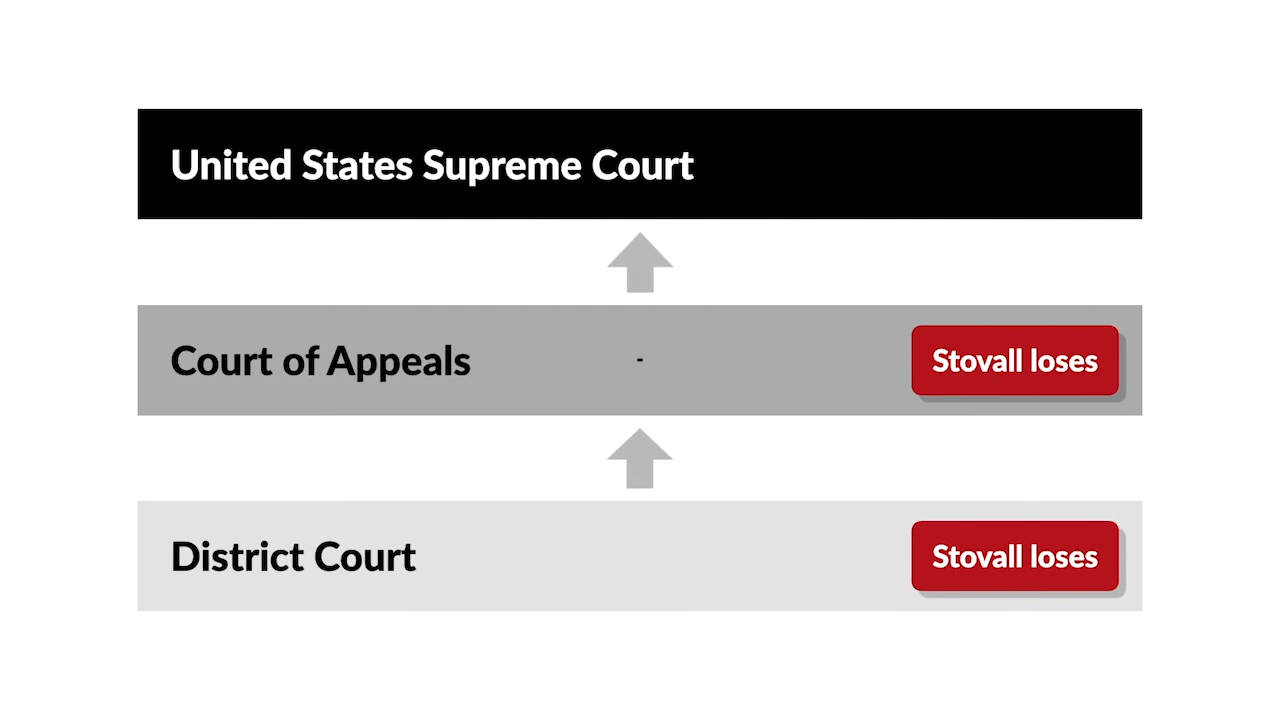 United States Supreme Court
Court of Appeals - Stovall loses
District Court Stovall loses